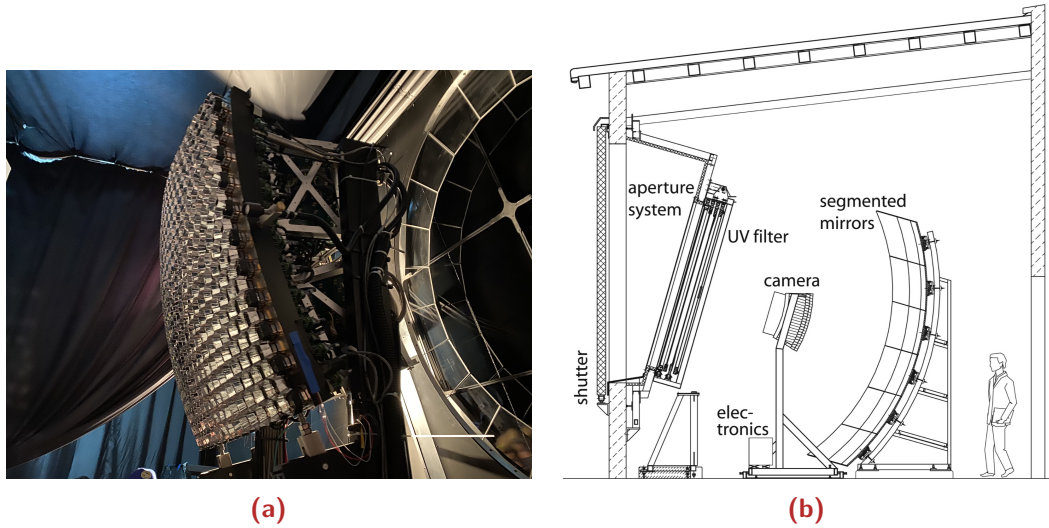 aperture
system
UV filter
segmented
mirrors
camera
shutter
elec-
tronics
(a)
(b)